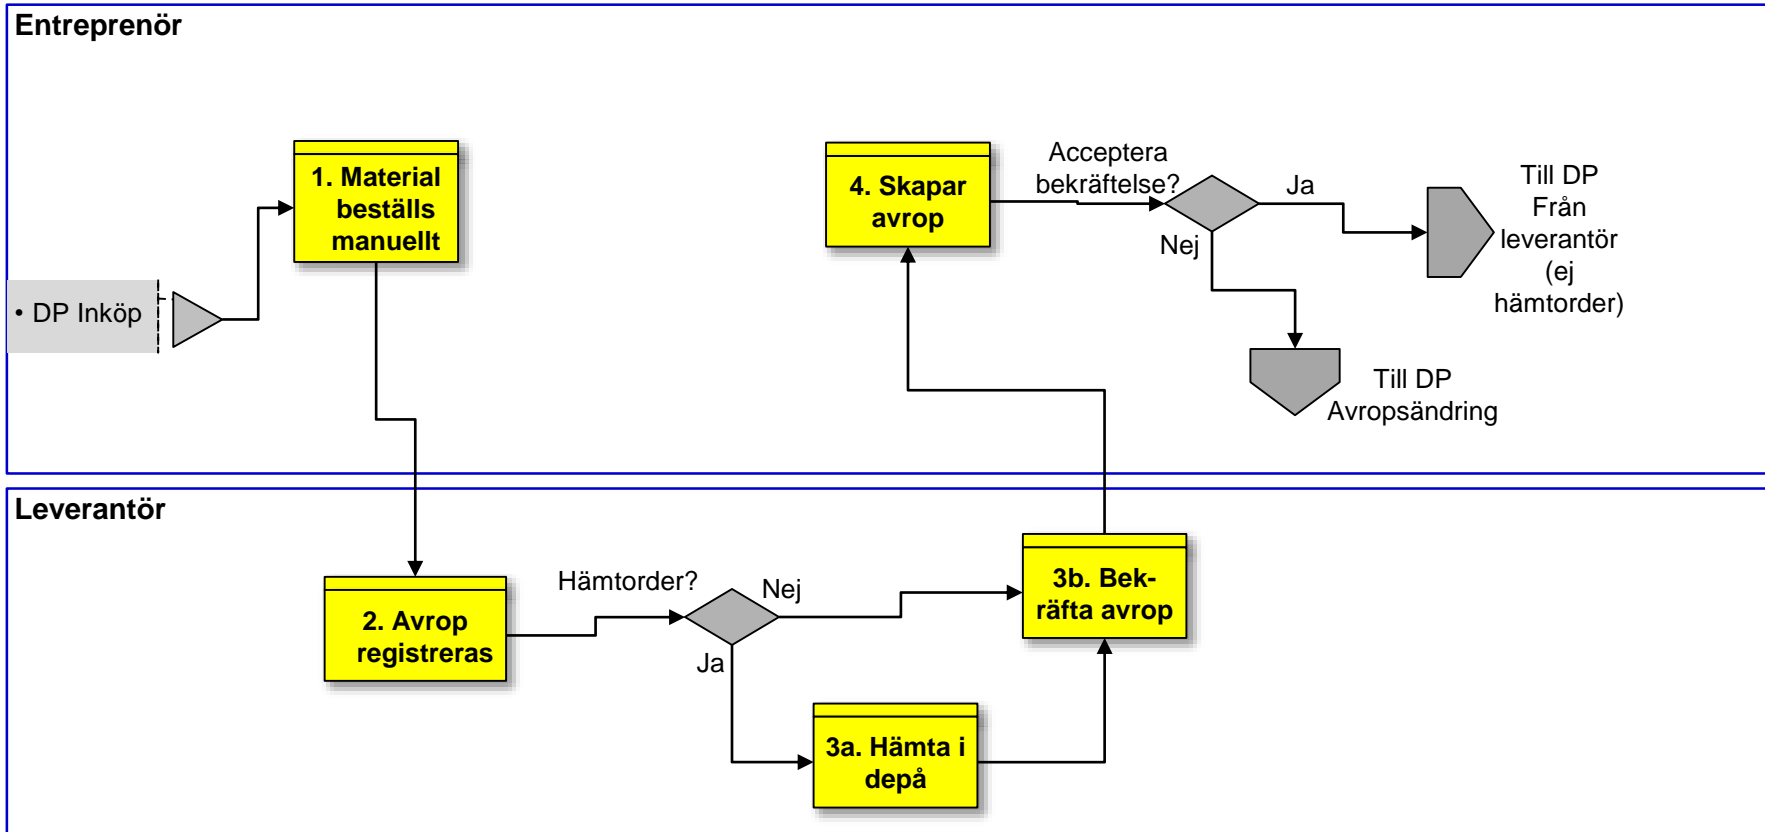 Entreprenör
1. Material
beställs
manuellt
• DP Inköp
4. Skapar
avrop
Acceptera
bekräftelse?
Ja
Nej
Till DP
Från
leverantör
(ej
hämtorder)
Till DP
Avropsändring
Leverantör
2. Avrop
registreras
Hämtorder?
Nej
Ja
3a. Hämta i
depå
3b. Bek-
räfta avrop